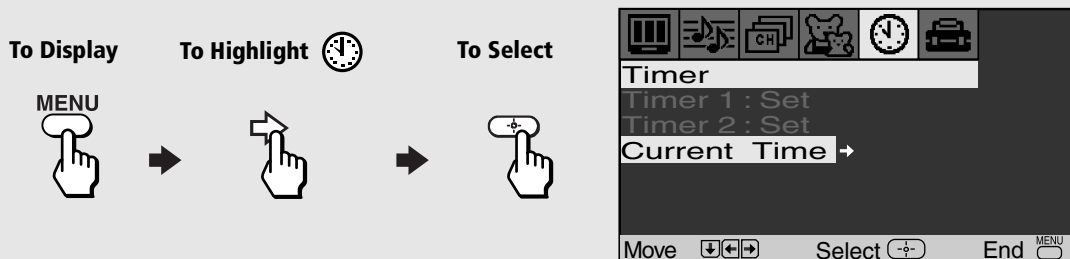 To Display To Highlight To Select
MENU
CH
Timer
Timer 1 : Set
Timer 2 : Set
Current Time
Move Select End MENU